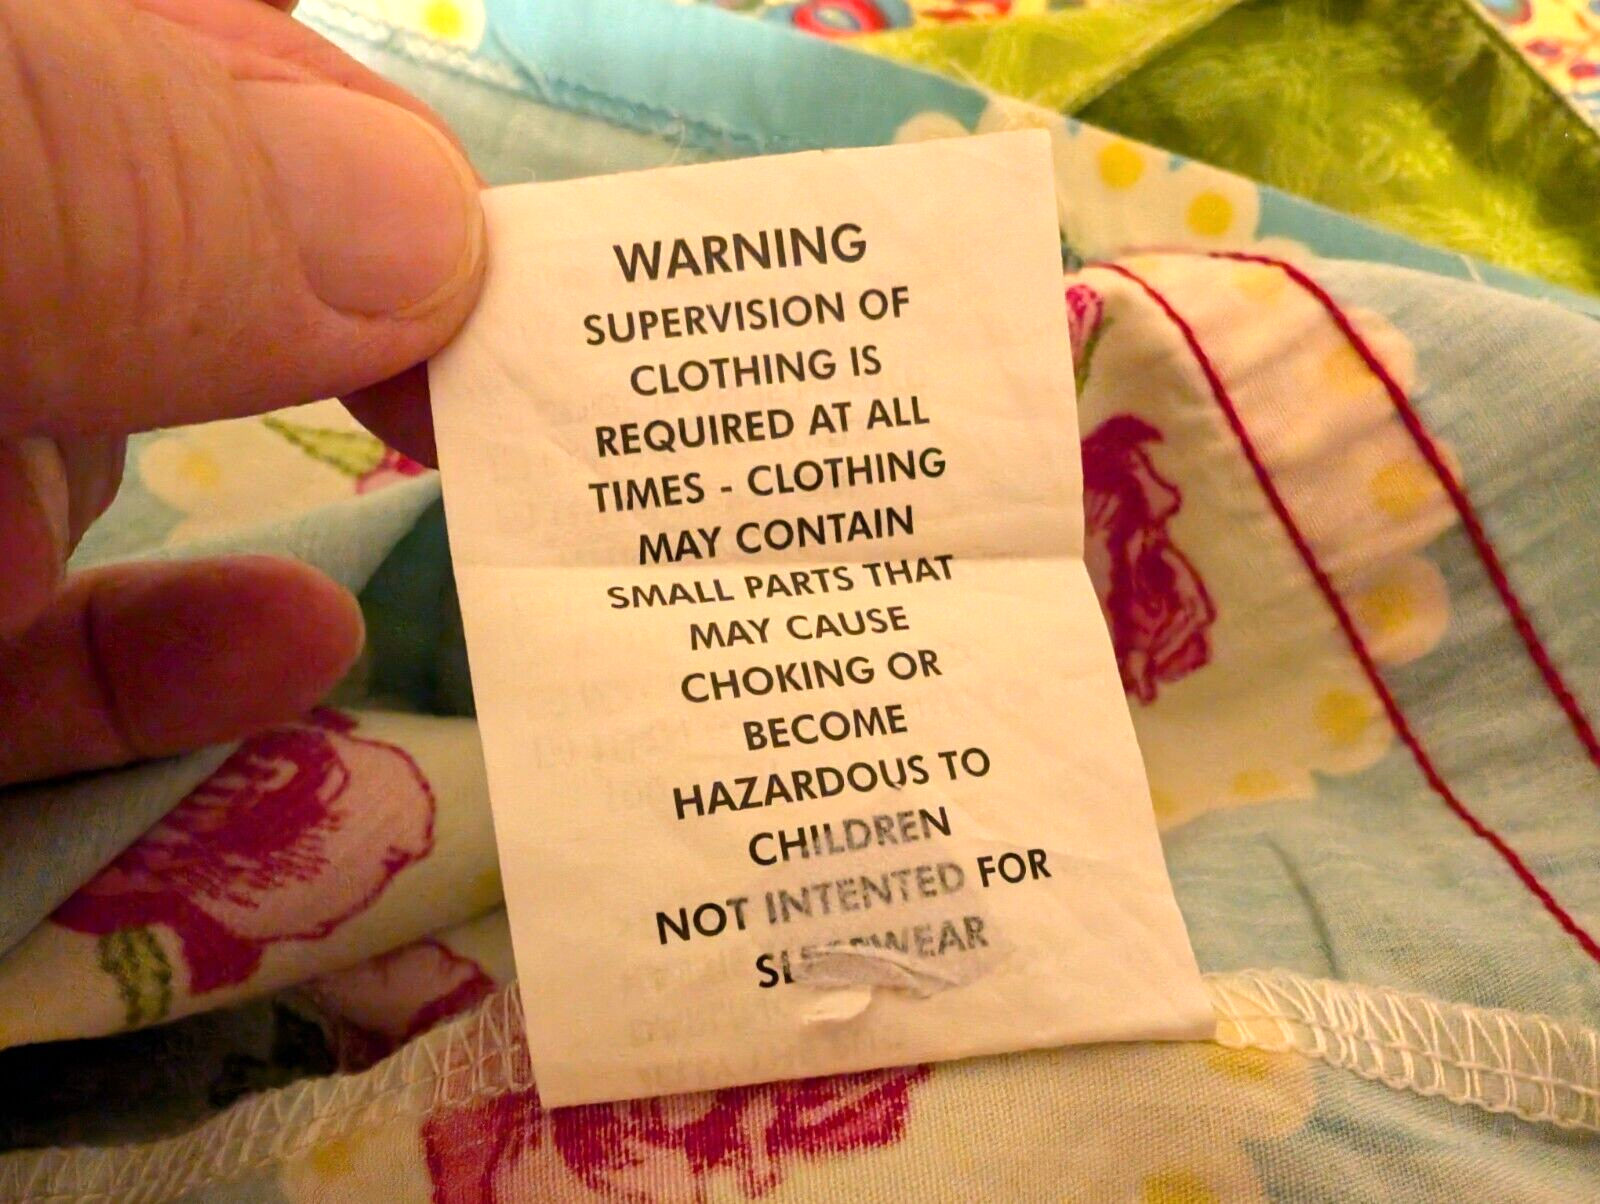 WARNING
SUPERVISION OF
CLOTHING IS
REQUIRED AT ALL
TIMES - CLOTHING
MAY CONTAIN
SMALL PARTS THAT
MAY CAUSE
CHOKING OR
BECOME
HAZARDOUS TO
CHILDREN
NOT INTENTED FOR
SLEEPWEAR